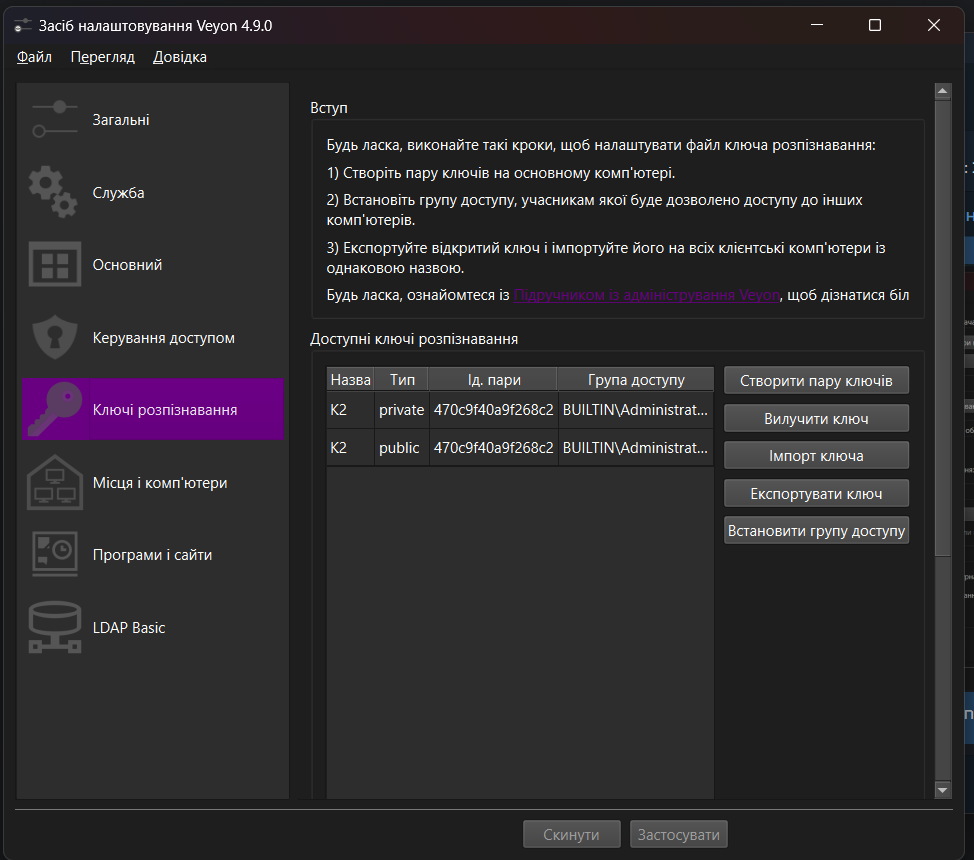 Засіб налаштовування Veyon 4.9.0
Файл Перегляд Довідка
Загальні
Служба
Основний
Керування доступом
Ключі розпізнавання
Місця і комп'ютери
Програми і сайти
LDAP Basic
Вступ
Будь ласка, виконайте такі кроки, щоб налаштувати файл ключа розпізнавання:
1) Створіть пару ключів на основному комп'ютері.
2) Встановіть групу доступу, учасникам якої буде дозволено доступу до інших
комп'ютерів.
3) Експортуйте відкритий ключ і імпортуйте його на всіх клієнтські комп'ютери із
однаковою назвою.
Будь ласка, ознайомтеся із Підручником із адміністрування Veyon, щоб дізнатися біл
Доступні ключі розпізнавання
Назва Тип Ід. пари Група доступу
K2 private 470c9f40a9f268c2 BUILTIN\Administrat...
K2 public 470c9f40a9f268c2 BUILTIN\Administrat...
Створити пару ключів
Вилучити ключ
Імпорт ключа
Експортувати ключ
Встановити групу доступу
Скинути Застосувати